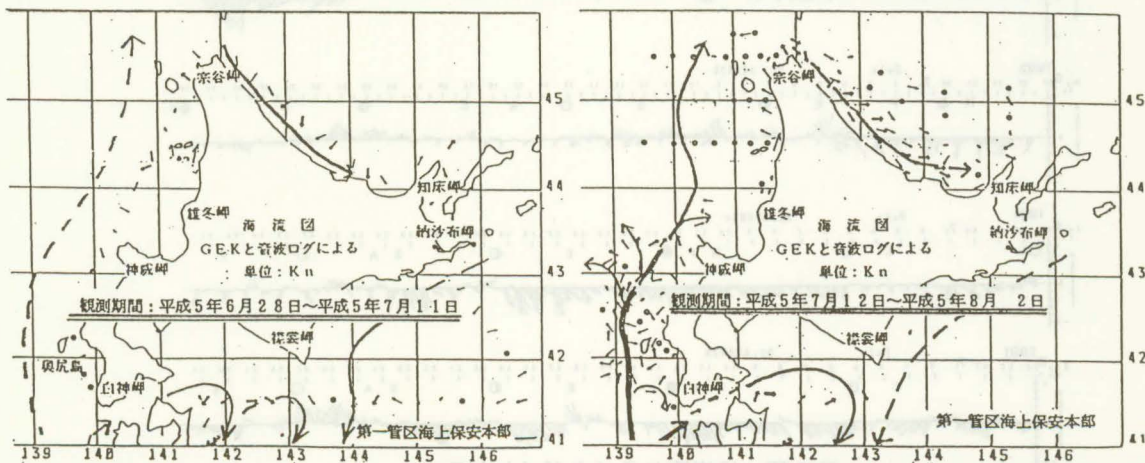 宗谷岬
45
44
知床岬
雄冬岬
納沙布岬
海流図
GEKと音波ログによる
単位:Kn
神威岬
43
観測期間:平成5年6月28日~平成5年7月11日
襟裳岬
42
奥尻島
白神岬
第一管区海上保安本部
41
139 140 141 142 143 144 145 146
宗谷岬
45
44
知床岬
雄冬岬
納沙布岬
海流図
GEKと音波ログによる
単位:Kn
神威岬
43
観測期間:平成5年7月12日~平成5年8月 2日
襟裳岬
42
白神岬
第一管区海上保安本部
41
139 140 141 142 143 144 145 146